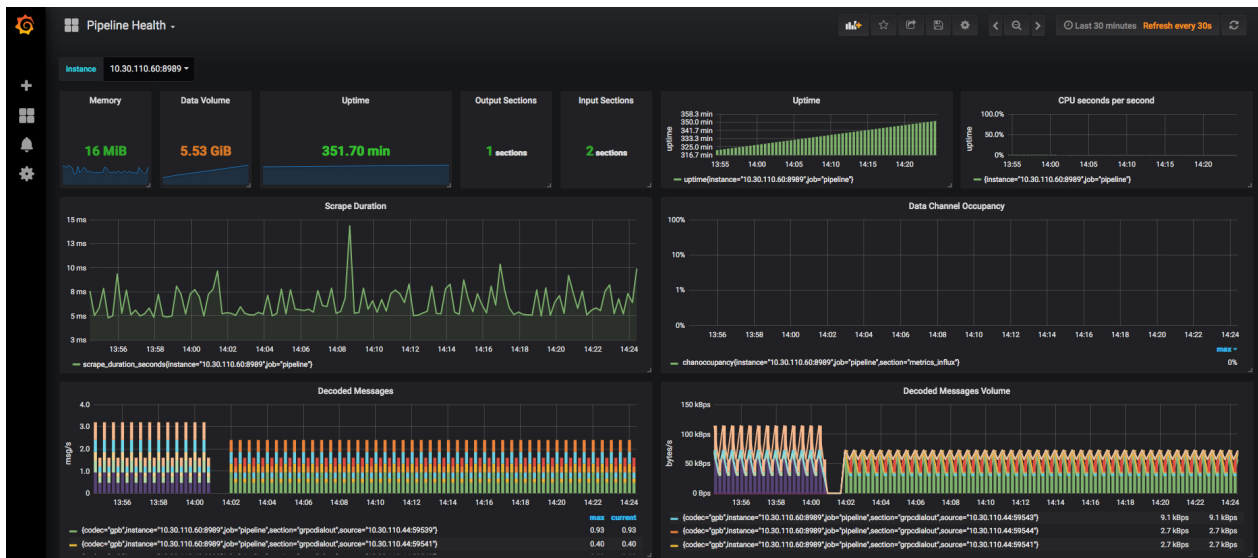 Pipeline Health
Last 30 minutes Refresh every 30s
Instance 10.30.110.60:8989
Memory
16 MiB
Data Volume
5.53 GiB
Uptime
351.70 min
Output Sections
1 sections
Input Sections
2 sections
Uptime
uptime
358.3 min
350.0 min
341.7 min
333.3 min
325.0 min
316.7 min
13:55 14:00 14:05 14:10 14:15 14:20
uptime{instance="10.30.110.60:8989",job="pipeline"}
CPU seconds per second
uptime
100.0%
50.0%
0%
13:55 14:00 14:05 14:10 14:15 14:20
{instance="10.30.110.60:8989",job="pipeline"}
Scrape Duration
15 ms
13 ms
10 ms
8 ms
5 ms
3 ms
13:56 13:58 14:00 14:02 14:04 14:06 14:08 14:10 14:12 14:14 14:16 14:18 14:20 14:22 14:24
scrape_duration_seconds{instance="10.30.110.60:8989",job="pipeline"}
Data Channel Occupancy
100%
10%
1%
0%
13:56 13:58 14:00 14:02 14:04 14:06 14:08 14:10 14:12 14:14 14:16 14:18 14:20 14:22 14:24
max
chanoccupancy{instance="10.30.110.60:8989",job="pipeline",section="metrics_influx"} 0%
Decoded Messages
msg/s
4.0
3.0
2.0
1.0
0
13:56 13:58 14:00 14:02 14:04 14:06 14:08 14:10 14:12 14:14 14:16 14:18 14:20 14:22 14:24
max current
{codec="gpb",instance="10.30.110.60:8989",job="pipeline",section="grpcdialout",source="10.30.110.44:59539"} 0.93 0.93
{codec="gpb",instance="10.30.110.60:8989",job="pipeline",section="grpcdialout",source="10.30.110.44:59541"} 0.40 0.40
Decoded Messages Volume
bytes/s
150 kBps
100 kBps
50 kBps
0 Bps
13:56 13:58 14:00 14:02 14:04 14:06 14:08 14:10 14:12 14:14 14:16 14:18 14:20 14:22 14:24
{codec="gpb",instance="10.30.110.60:8989",job="pipeline",section="grpcdialout",source="10.30.110.44:59543"} 9.1 kBps 9.1 kBps
{codec="gpb",instance="10.30.110.60:8989",job="pipeline",section="grpcdialout",source="10.30.110.44:59544"} 2.7 kBps 2.7 kBps
{codec="gpb",instance="10.30.110.60:8989",job="pipeline",section="grpcdialout",source="10.30.110.44:59541"} 2.7 kBps 2.7 kBps